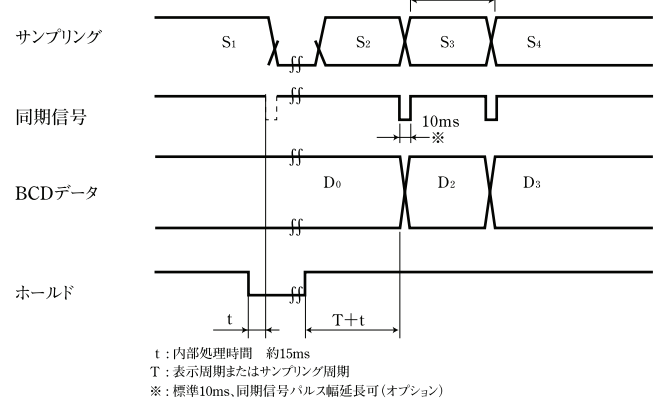 サンプリング
S1
S2
S3
S4
同期信号
10ms
※
BCDデータ
D0
D2
D3
ホールド
t
T+t
t：内部処理時間　約15ms
T：表示周期またはサンプリング周期
※：標準10ms、同期信号パルス幅延長可（オプション）